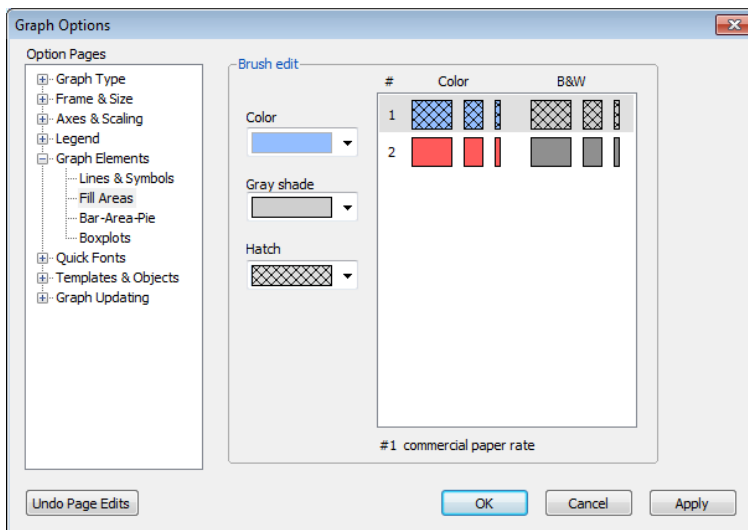 Graph Options
Option Pages
Graph Type
Frame & Size
Axes & Scaling
Legend
Graph Elements
Lines & Symbols
Fill Areas
Bar-Area-Pie
Boxplots
Quick Fonts
Templates & Objects
Graph Updating
Brush edit
Color
Gray shade
Hatch
# Color B&W
1
2
#1 commercial paper rate
Undo Page Edits
OK
Cancel
Apply